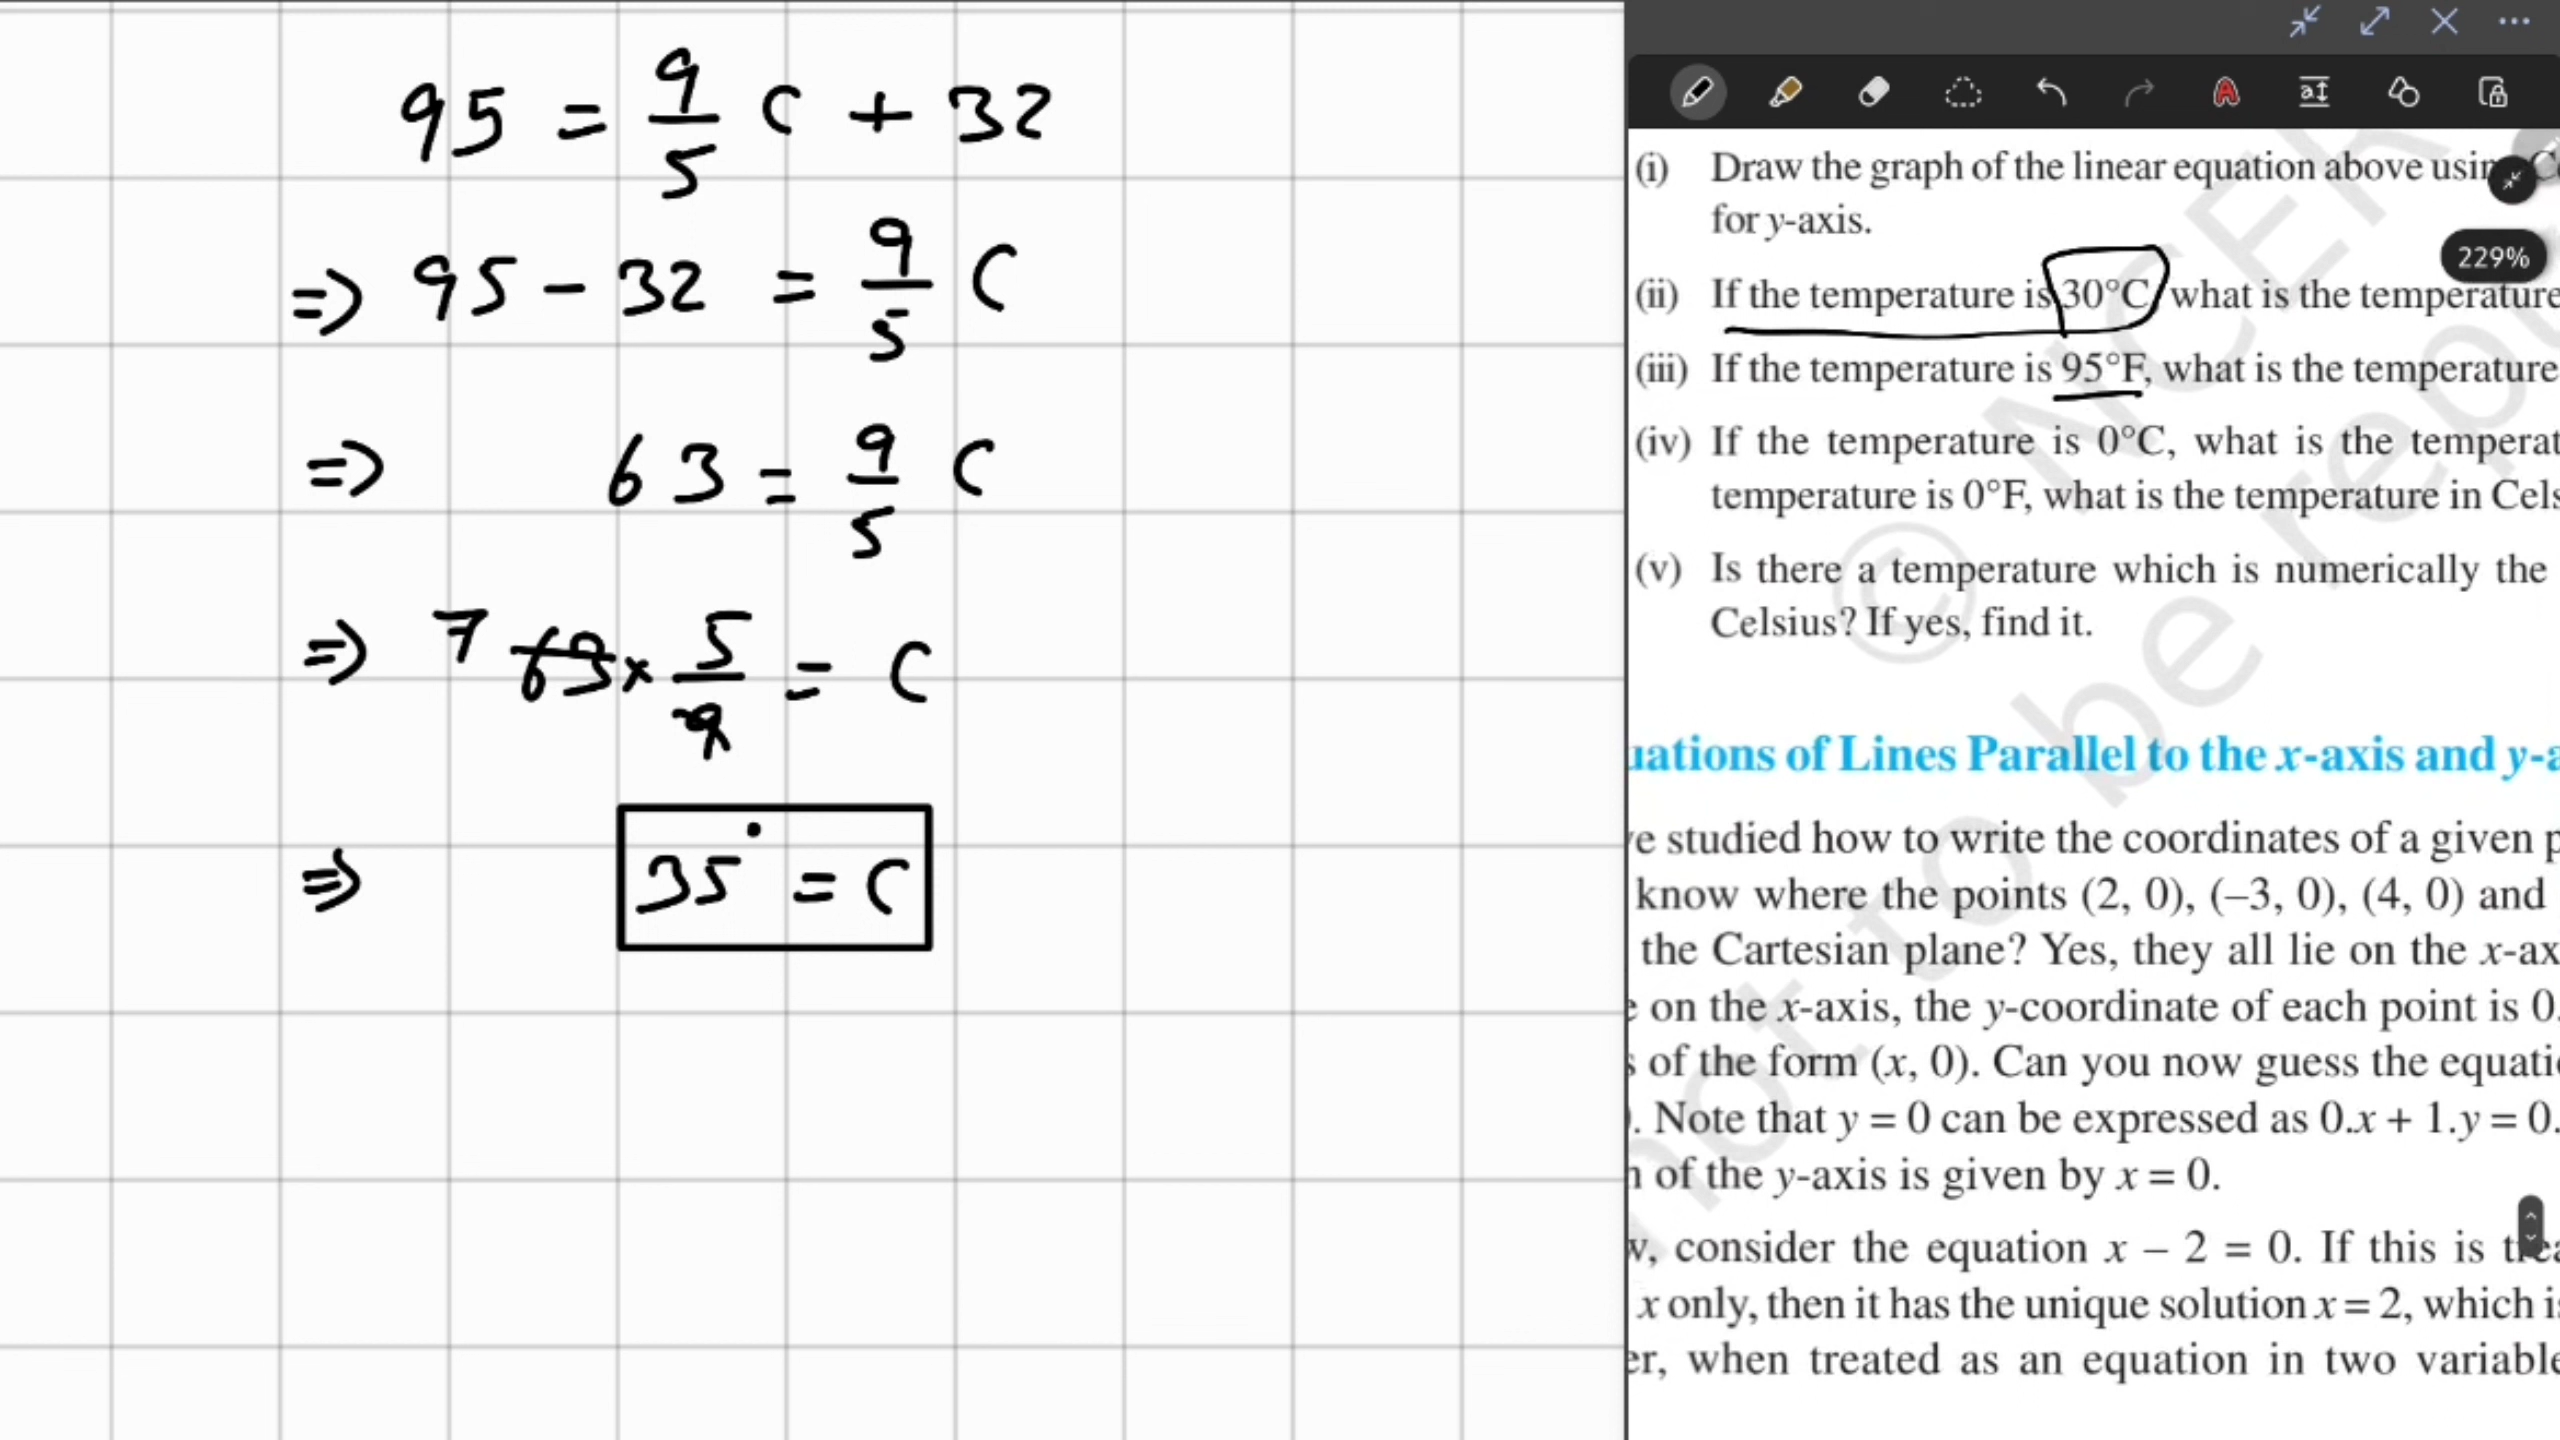 95 = 9/5 C + 32
=> 95 - 32 = 9/5 C
=> 63 = 9/5 C
=> 7 63 x 5/9 = C
=> 35° = C
(i) Draw the graph of the linear equation above using
for y-axis.
229%
(ii) If the temperature is 30°C, what is the temperature
(iii) If the temperature is 95°F, what is the temperature
(iv) If the temperature is 0°C, what is the temperat
temperature is 0°F, what is the temperature in Cels
(v) Is there a temperature which is numerically the
Celsius? If yes, find it.
uations of Lines Parallel to the x-axis and y-a
ve studied how to write the coordinates of a given p
know where the points (2, 0), (–3, 0), (4, 0) and
the Cartesian plane? Yes, they all lie on the x-ax
e on the x-axis, the y-coordinate of each point is 0.
s of the form (x, 0). Can you now guess the equati
. Note that y = 0 can be expressed as 0.x + 1.y = 0.
n of the y-axis is given by x = 0.
w, consider the equation x – 2 = 0. If this is trea
x only, then it has the unique solution x = 2, which is
er, when treated as an equation in two variable
© NCER
not to be repu